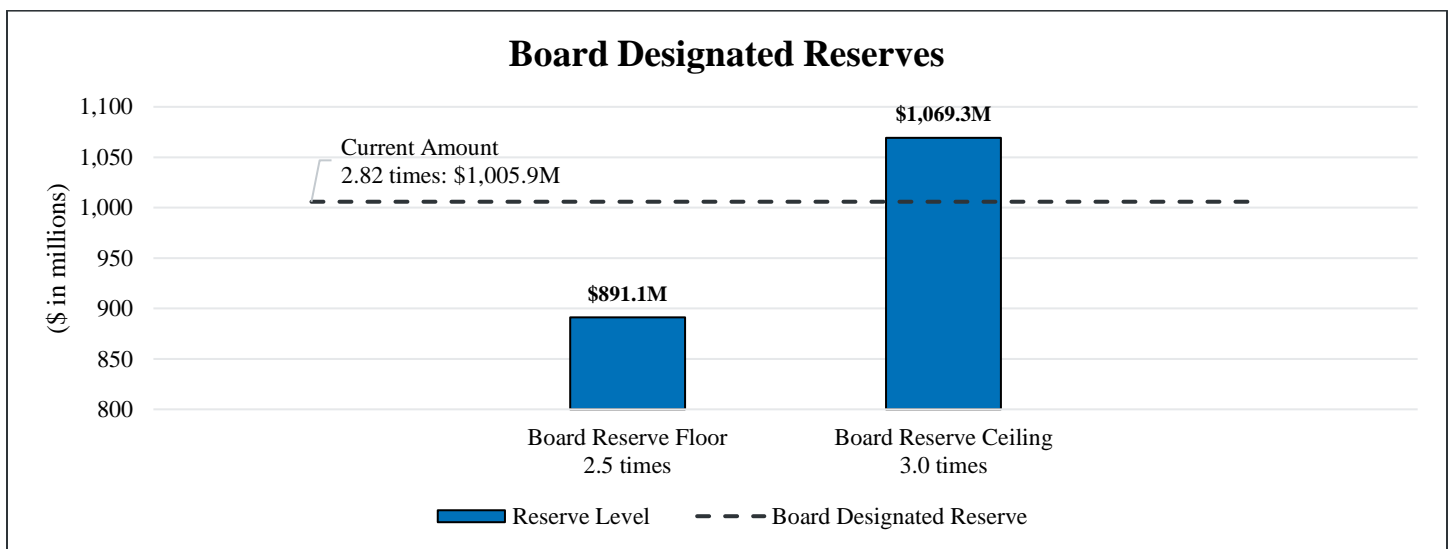 Board Designated Reserves
($ in millions)
1,100
1,050
1,000
950
900
850
800
Current Amount
2.82 times: $1,005.9M
$891.1M
$1,069.3M
Board Reserve Floor
2.5 times
Board Reserve Ceiling
3.0 times
Reserve Level
Board Designated Reserve